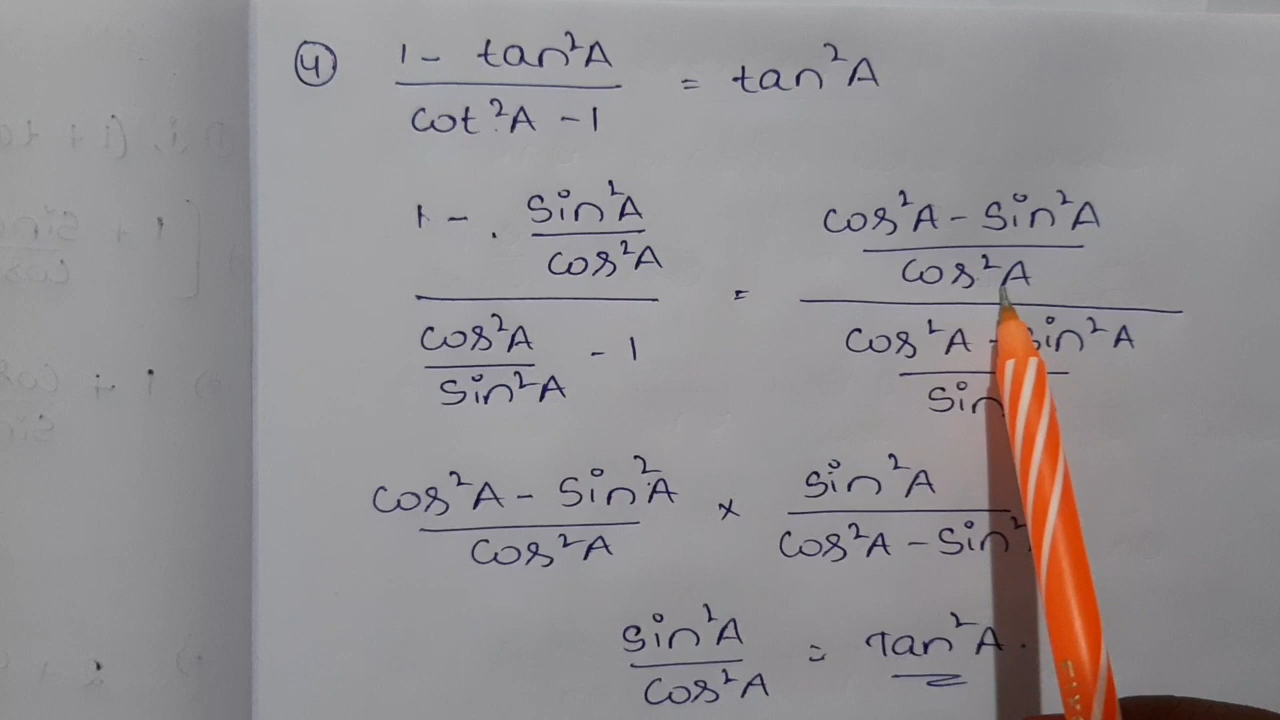 ④ (1 - tan²A) / (cot²A - 1) = tan²A
(1 - . Sin²A / cos²A) / (cos²A / Sin²A - 1) = ((cos²A - Sin²A) / cos²A) / ((cos²A - Sin²A) / Sin
(cos²A - Sin²A) / cos²A × Sin²A / (cos²A - Sin²
Sin²A / cos²A = Tan²A.